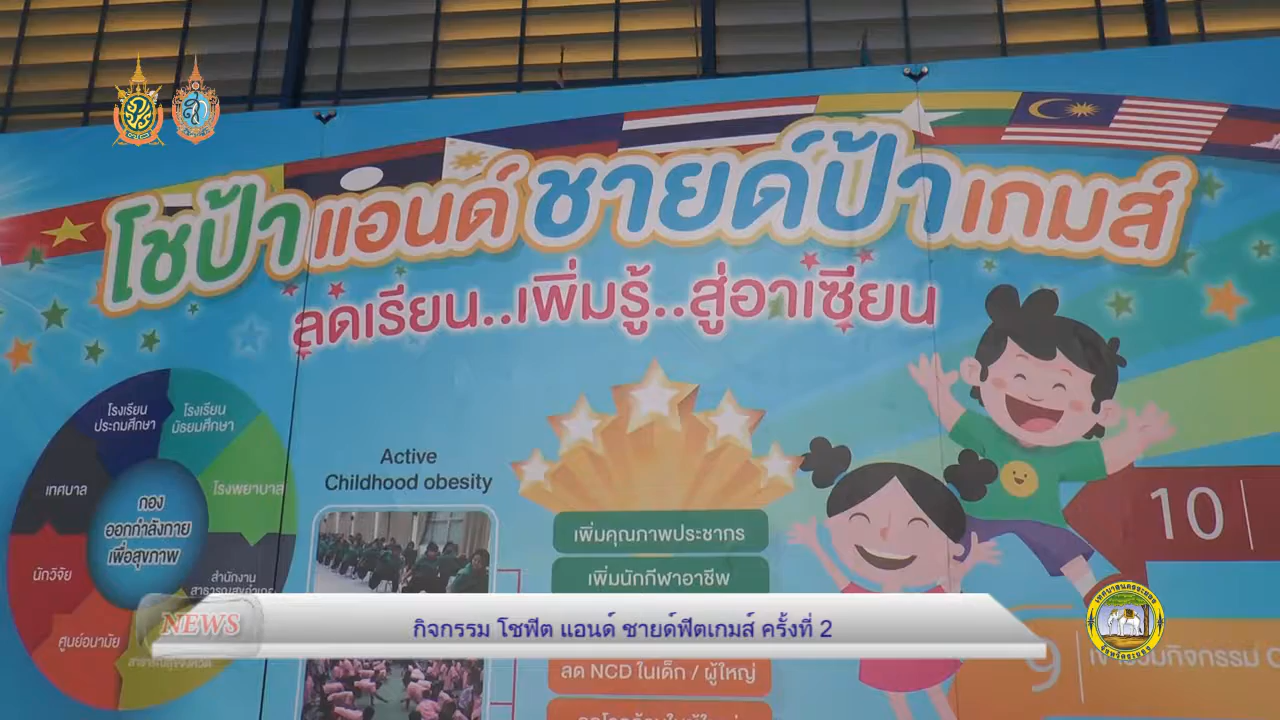 โชป้าแอนด์ชายด์ป้าเกมส์
ลดเรียน..เพิ่มรู้..สู่อาเซียน
โรงเรียน
ประถมศึกษา
โรงเรียน
มัธยมศึกษา
เทศบาล
โรงพยาบาล
กอง
ออกกำลังกาย
เพื่อสุขภาพ
นักวิจัย
สำนักงาน
ศูนย์อนามัย
Active
Childhood obesity
เพิ่มคุณภาพประชากร
เพิ่มนักกีฬาอาชีพ
ลด NCD ในเด็ก / ผู้ใหญ่
10
9
NEWS
กิจกรรม โชพีต แอนด์ ชายด์ฟิตเกมส์ ครั้งที่ 2